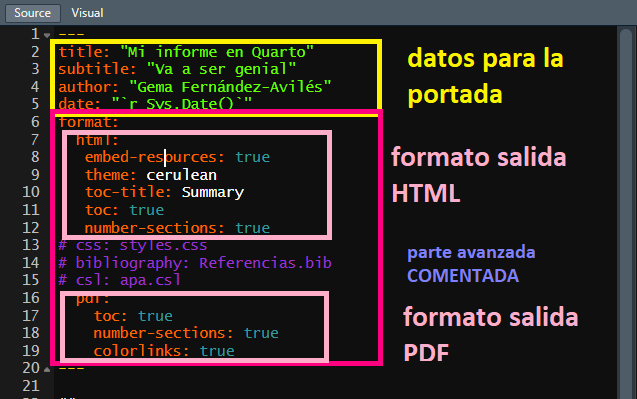 Source Visual
1 ---
2 title: "Mi informe en Quarto"
3 subtitle: "Va a ser genial"
4 author: "Gema Fernández-Avilés"
5 date: "`r Sys.Date()`"
6 format:
7 html:
8 embed-resources: true
9 theme: cerulean
10 toc-title: Summary
11 toc: true
12 number-sections: true
13 # css: styles.css
14 # bibliography: Referencias.bib
15 # csl: apa.csl
16 pdf:
17 toc: true
18 number-sections: true
19 colorlinks: true
20 ---
21
22
datos para la
portada
formato salida
HTML
parte avanzada
COMENTADA
formato salida
PDF